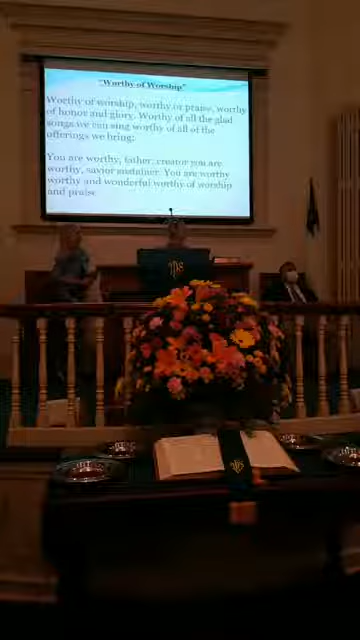 "Worthy of Worship"
Worthy of worship, worthy of praise, worthy
of honor and glory. Worthy of all the glad
songs we can sing worthy of all of the
offerings we bring;
You are worthy, father, creator you are
worthy, savior sustainer. You are worthy
worthy and wonderful worthy of worship
and praise